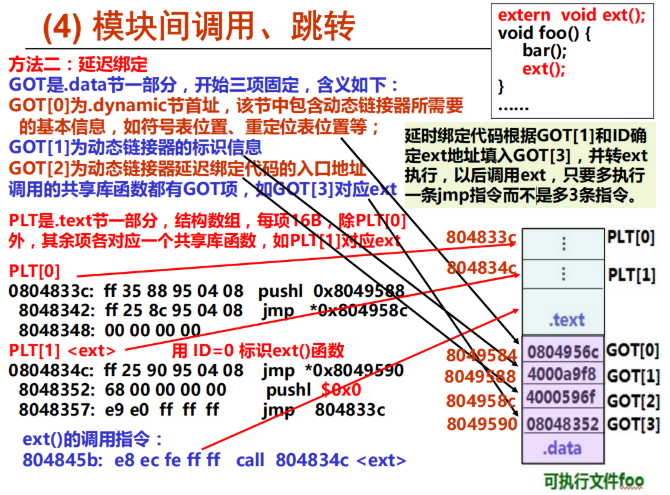 (4) 模块间调用、跳转
extern void ext();
void foo() {
bar();
ext();
}
……
方法二：延迟绑定
GOT是.data节一部分，开始三项固定，含义如下：
GOT[0]为.dynamic节首址，该节中包含动态链接器所需要
的基本信息，如符号表位置、重定位表位置等；
GOT[1]为动态链接器的标识信息
GOT[2]为动态链接器延迟绑定代码的入口地址
调用的共享库函数都有GOT项，如GOT[3]对应ext
延时绑定代码根据GOT[1]和ID确
定ext地址填入GOT[3]，并转ext
执行，以后调用ext，只要多执行
一条jmp指令而不是多3条指令。
PLT是.text节一部分，结构数组，每项16B，除PLT[0]
外，其余项各对应一个共享库函数，如PLT[1]对应ext
PLT[0]
0804833c: ff 35 88 95 04 08 pushl 0x8049588
8048342: ff 25 8c 95 04 08 jmp *0x804958c
8048348: 00 00 00 00
PLT[1] <ext> 用 ID=0 标识ext()函数
0804834c: ff 25 90 95 04 08 jmp *0x8049590
8048352: 68 00 00 00 00 pushl $0x0
8048357: e9 e0 ff ff ff jmp 804833c
ext()的调用指令：
804845b: e8 ec fe ff ff call 804834c <ext>
804833c ⋮ PLT[0]
804834c ⋮ PLT[1]
.text
8049584 0804956c GOT[0]
8049588 4000a9f8 GOT[1]
804958c 4000596f GOT[2]
8049590 08048352 GOT[3]
.data
可执行文件foo